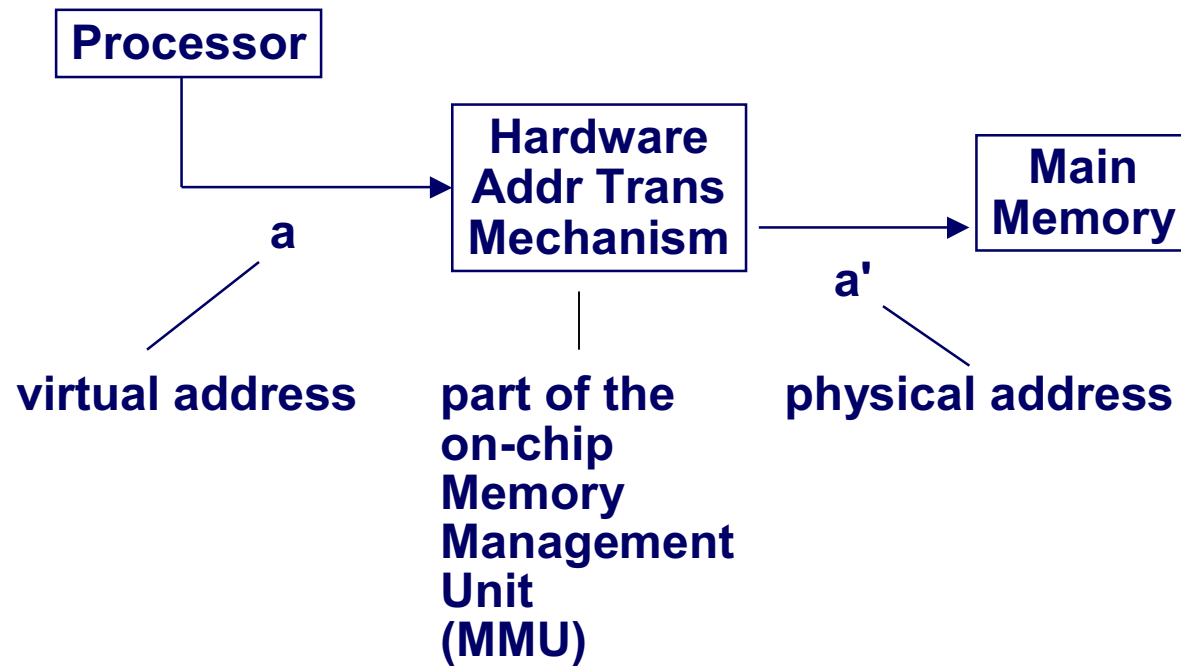 Processor
Hardware
Addr Trans
Mechanism
Main
Memory
a
a'
virtual address
part of the
on-chip
Memory
Management
Unit
(MMU)
physical address